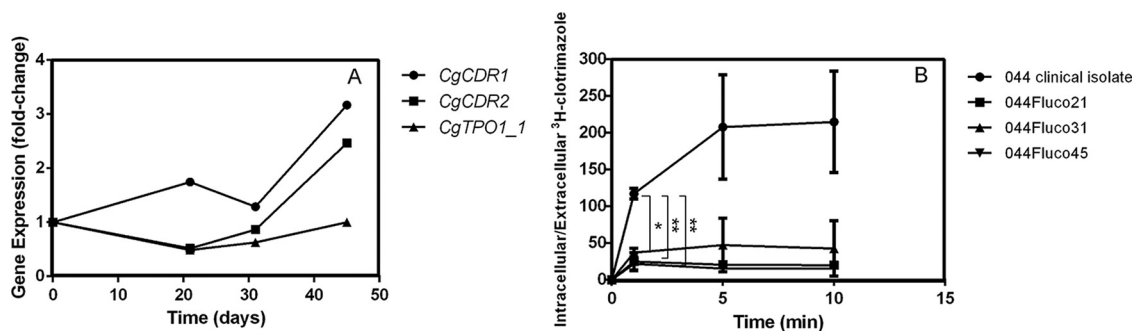 Gene Expression (fold-change)
4
3
2
1
0
0 10 20 30 40 50
Time (days)
A
CgCDR1
CgCDR2
CgTPO1_1
Intracellular/Extracellular ³H-clotrimazole
300
250
200
150
100
50
0
0 5 10 15
Time (min)
B
* ** **
044 clinical isolate
044Fluco21
044Fluco31
044Fluco45